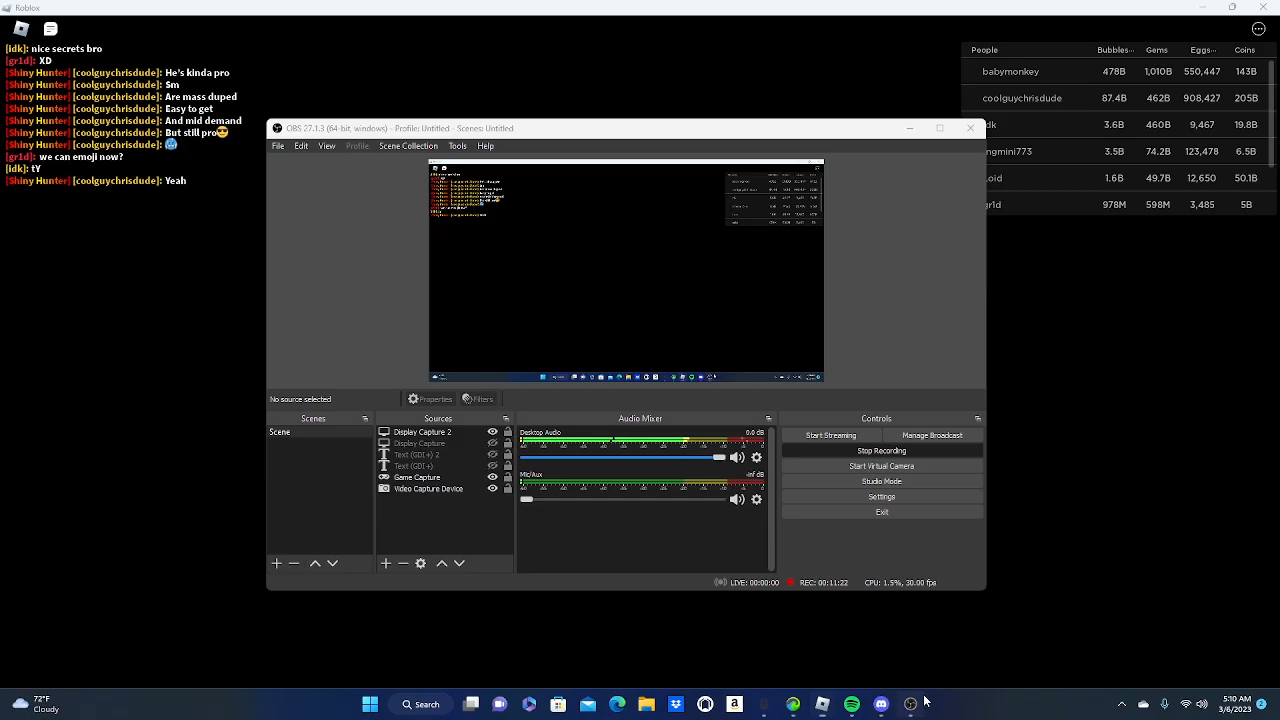 Roblox
[idk]: nice secrets bro
[gr1d]: XD
[Shiny Hunter] [coolguychrisdude]: He's kinda pro
[Shiny Hunter] [coolguychrisdude]: Sm
[Shiny Hunter] [coolguychrisdude]: Are mass duped
[Shiny Hunter] [coolguychrisdude]: Easy to get
[Shiny Hunter] [coolguychrisdude]: And mid demand
[Shiny Hunter] [coolguychrisdude]: But still pro😎
[Shiny Hunter] [coolguychrisdude]: 🥶
[gr1d]: we can emoji now?
[idk]: tY
[Shiny Hunter] [coolguychrisdude]: Yeah
People Bubbles... Gems Eggs... Coins
babymonkey 478B 1,010B 550,447 143B
coolguychrisdude 87.4B 462B 908,427 205B
dk 3.6B 460B 79,467 19.8B
ngmini773 3.5B 74.2B 123,478 5.5B
.oid 1.6B 49.7B 12,635 50.5B
gr1d 978M 598M 3,485 5B
OBS 27.1.3 (64-bit, windows) - Profile: Untitled - Scenes: Untitled
File Edit View Profile Scene Collection Tools Help
No source selected Properties Filters
Scenes Sources Audio Mixer Controls
Scene
Display Capture 2
Display Capture
Text (GDI+) 2
Text (GDI+)
Game Capture
Video Capture Device
Desktop Audio 0.0 dB
Mic/Aux -inf dB
Start Streaming Manage Broadcast
Stop Recording
Start Virtual Camera
Studio Mode
Settings
Exit
LIVE: 00:00:00 REC: 00:11:22 CPU: 1.5%, 30.00 fps
72°F
Cloudy
Search
5:10 AM
3/6/2023
2